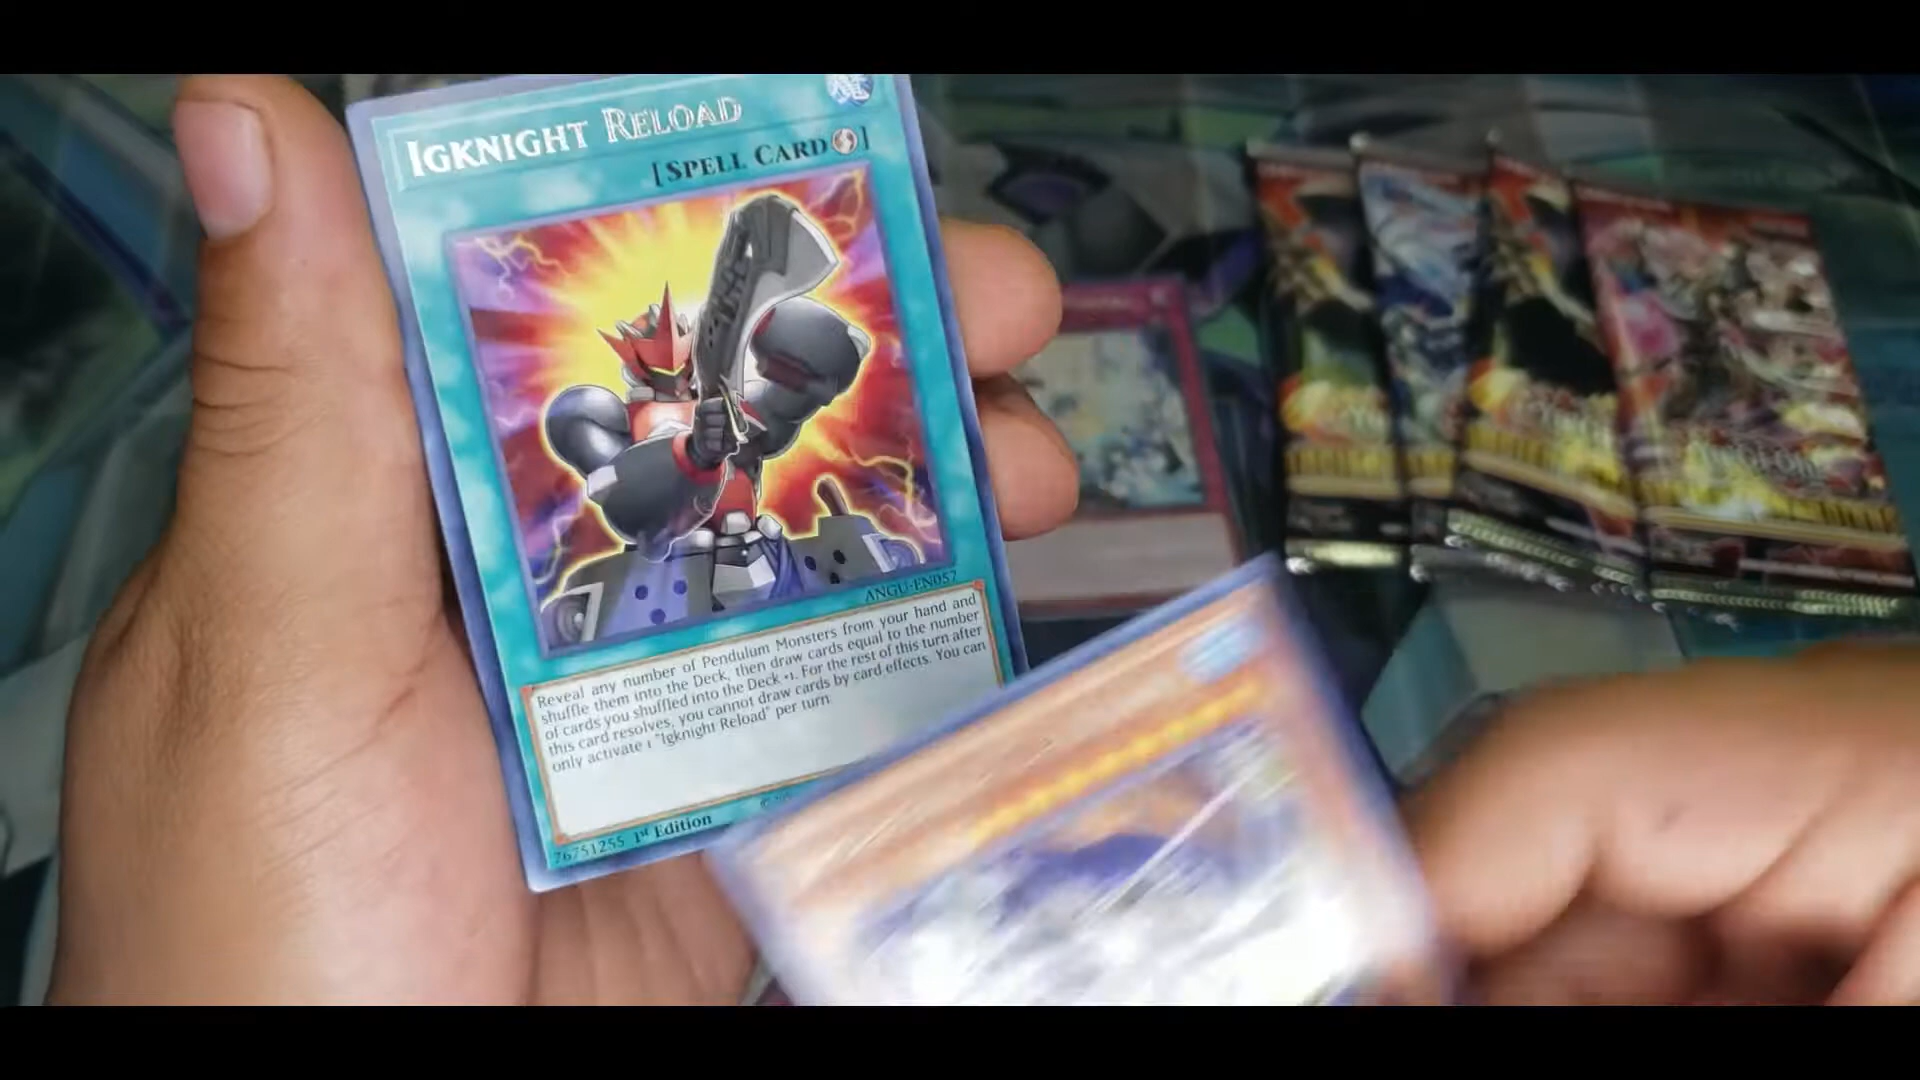 IGKNIGHT RELOAD
[SPELL CARD]
ANGU-EN057
Reveal any number of Pendulum Monsters from your hand and
shuffle them into the Deck, then draw cards equal to the number
of cards you shuffled into the Deck +1. For the rest of this turn after
this card resolves, you cannot draw cards by card effects. You can
only activate 1 "Igknight Reload" per turn.
76751255 1st Edition